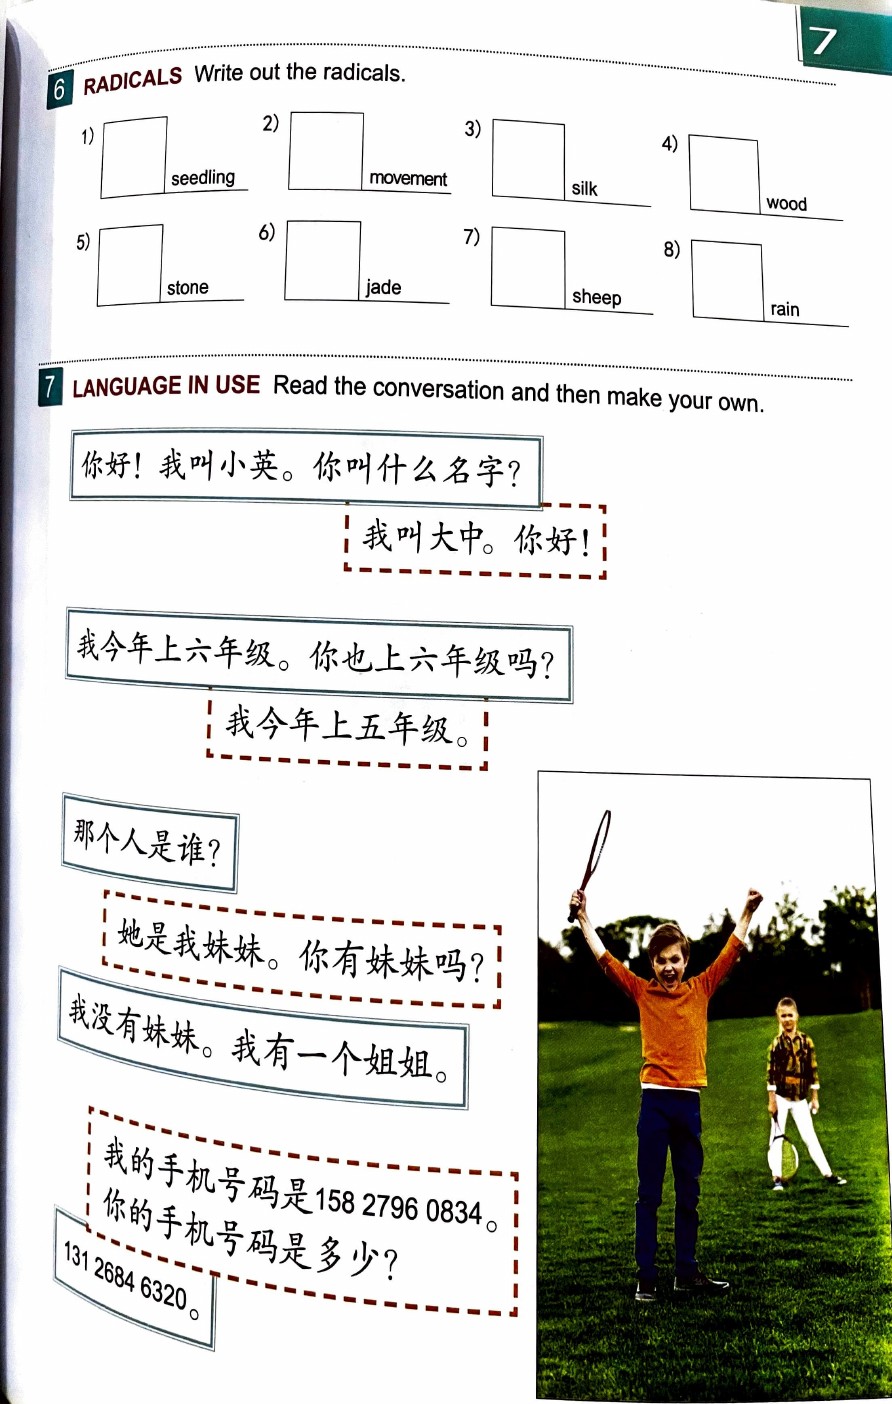 7
6 RADICALS Write out the radicals.
1) seedling
2) movement
3) silk
4) wood
5) stone
6) jade
7) sheep
8) rain
7 LANGUAGE IN USE Read the conversation and then make your own.
你好！我叫小英。你叫什么名字？
我叫大中。你好！
我今年上六年级。你也上六年级吗？
我今年上五年级。
那个人是谁？
她是我妹妹。你有妹妹吗？
我没有妹妹。我有一个姐姐。
我的手机号码是158 2796 0834。
你的手机号码是多少？
131 2684 6320。